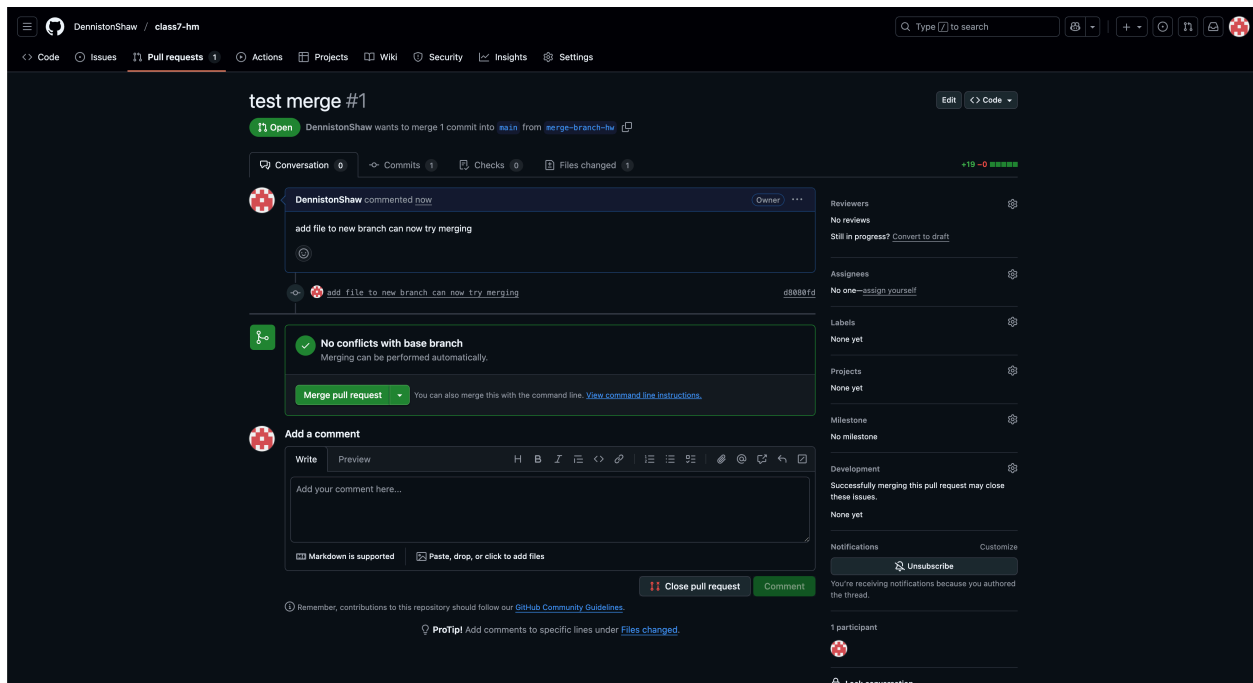 DennistonShaw / class7-hm
Type / to search
Code
Issues
Pull requests 1
Actions
Projects
Wiki
Security
Insights
Settings
test merge #1
Edit
Code
Open
DennistonShaw wants to merge 1 commit into main from merge-branch-hw
Conversation 0
Commits 1
Checks 0
Files changed 1
+19 −0
DennistonShaw commented now
Owner
add file to new branch can now try merging
add file to new branch can now try merging
d8080fd
No conflicts with base branch
Merging can be performed automatically.
Merge pull request
You can also merge this with the command line. View command line instructions.
Add a comment
Write
Preview
Add your comment here...
Markdown is supported
Paste, drop, or click to add files
Close pull request
Comment
Remember, contributions to this repository should follow our GitHub Community Guidelines.
ProTip! Add comments to specific lines under Files changed.
Reviewers
No reviews
Still in progress? Convert to draft
Assignees
No one—assign yourself
Labels
None yet
Projects
None yet
Milestone
No milestone
Development
Successfully merging this pull request may close
these issues.
None yet
Notifications
Customize
Unsubscribe
You're receiving notifications because you authored
the thread.
1 participant
Lock conversation